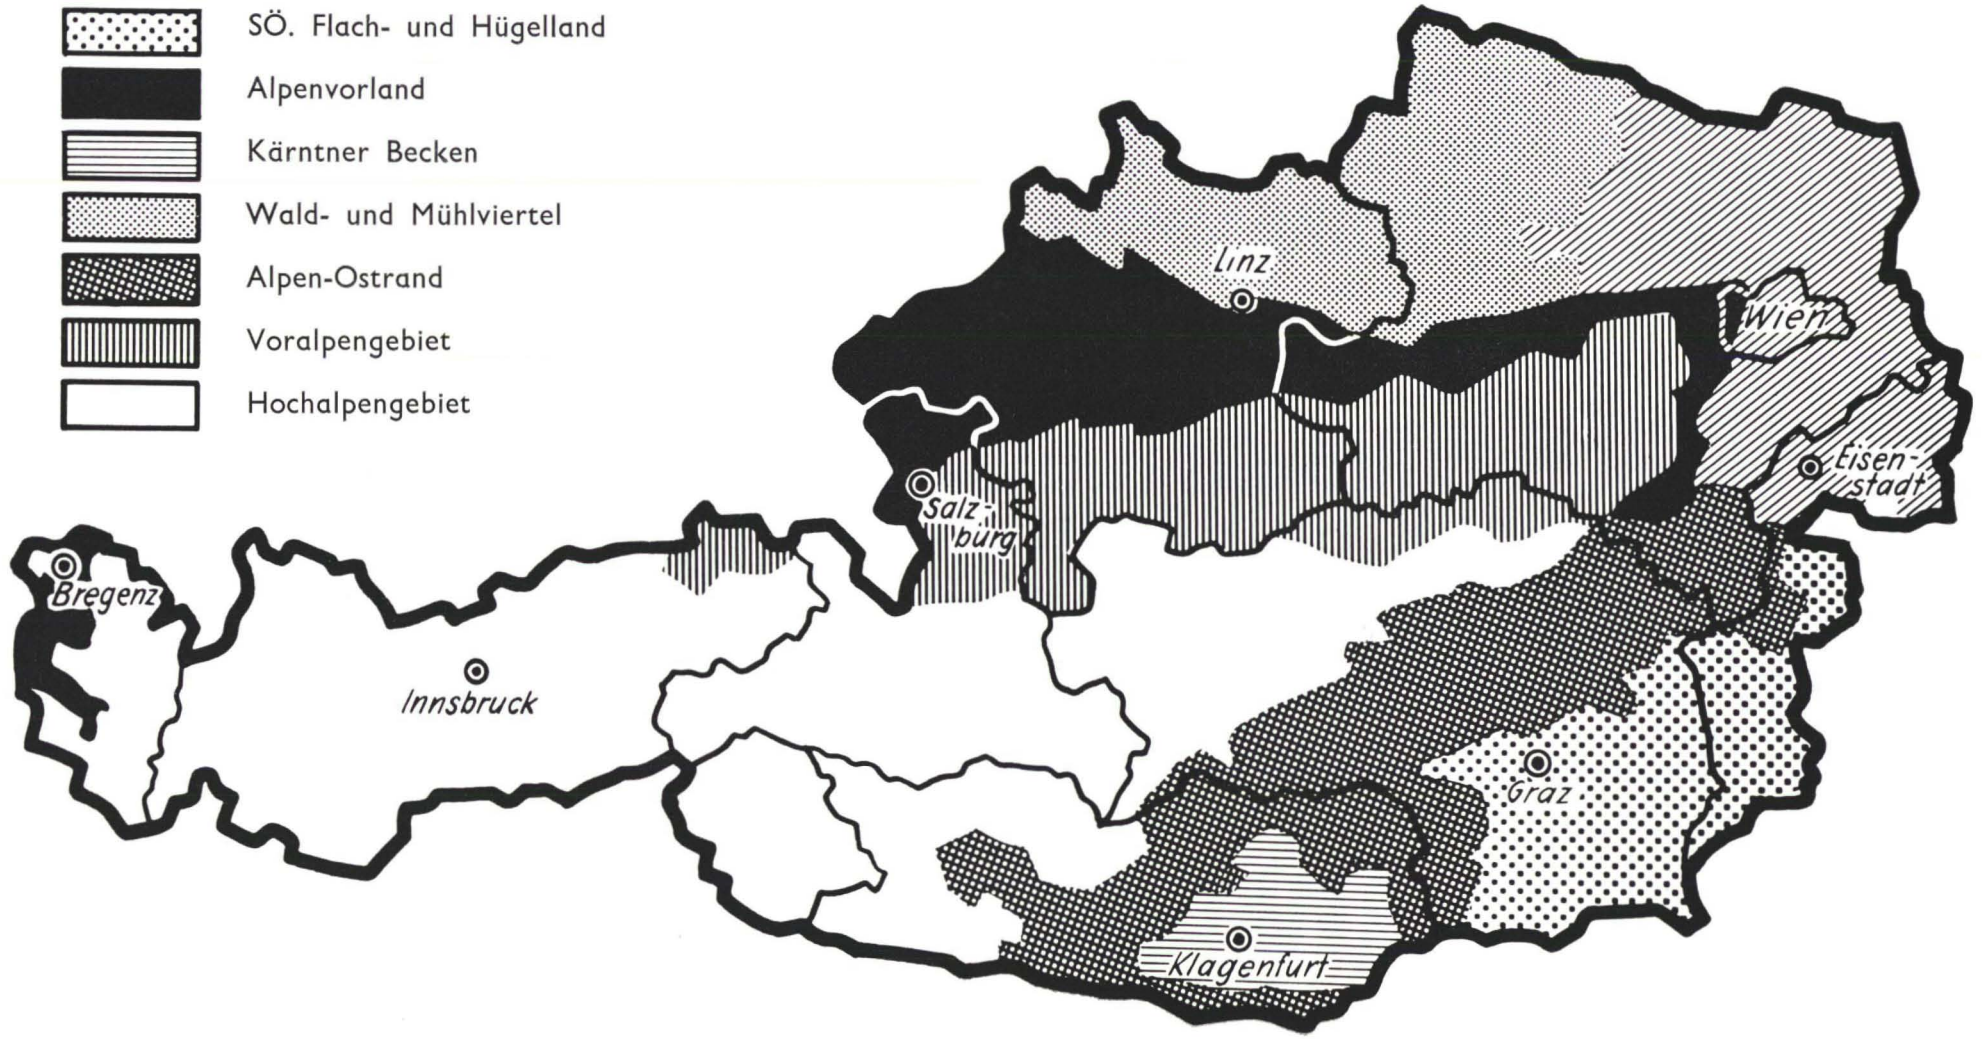 SÖ. Flach- und Hügelland
Alpenvorland
Kärntner Becken
Wald- und Mühlviertel
Alpen-Ostrand
Voralpengebiet
Hochalpengebiet
Linz
Wien
Eisen-
stadt
Salz-
burg
Bregenz
Innsbruck
Graz
Klagenfurt